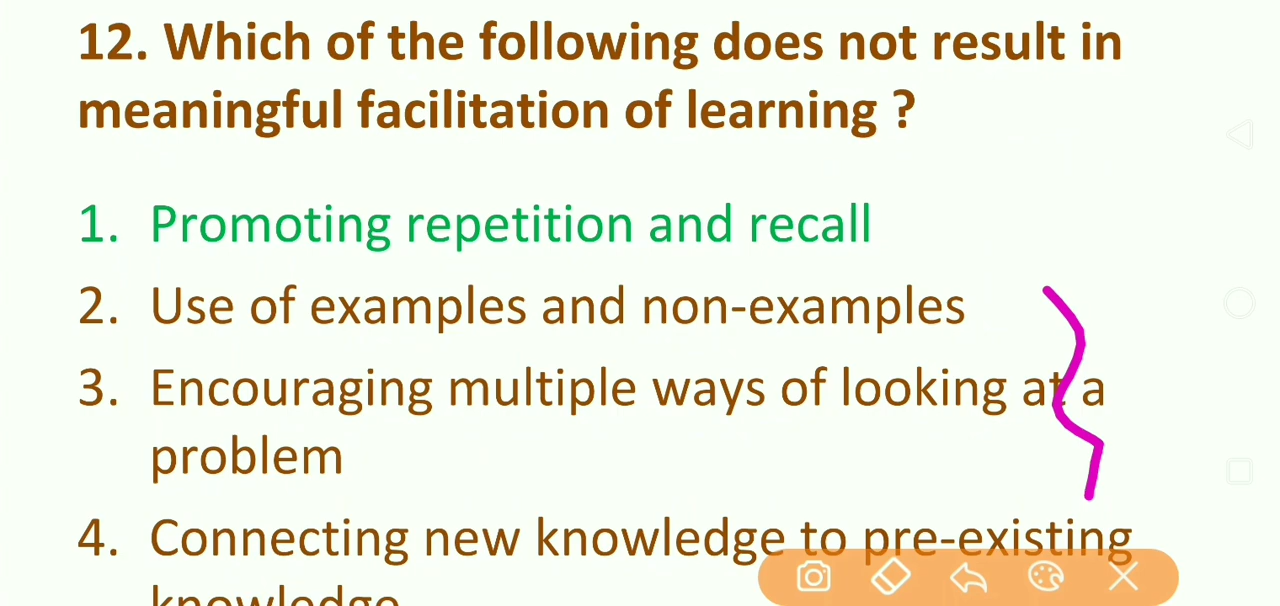 12. Which of the following does not result in
meaningful facilitation of learning ?
1. Promoting repetition and recall
2. Use of examples and non-examples
3. Encouraging multiple ways of looking at a
problem
4. Connecting new knowledge to pre-existing
knowledge